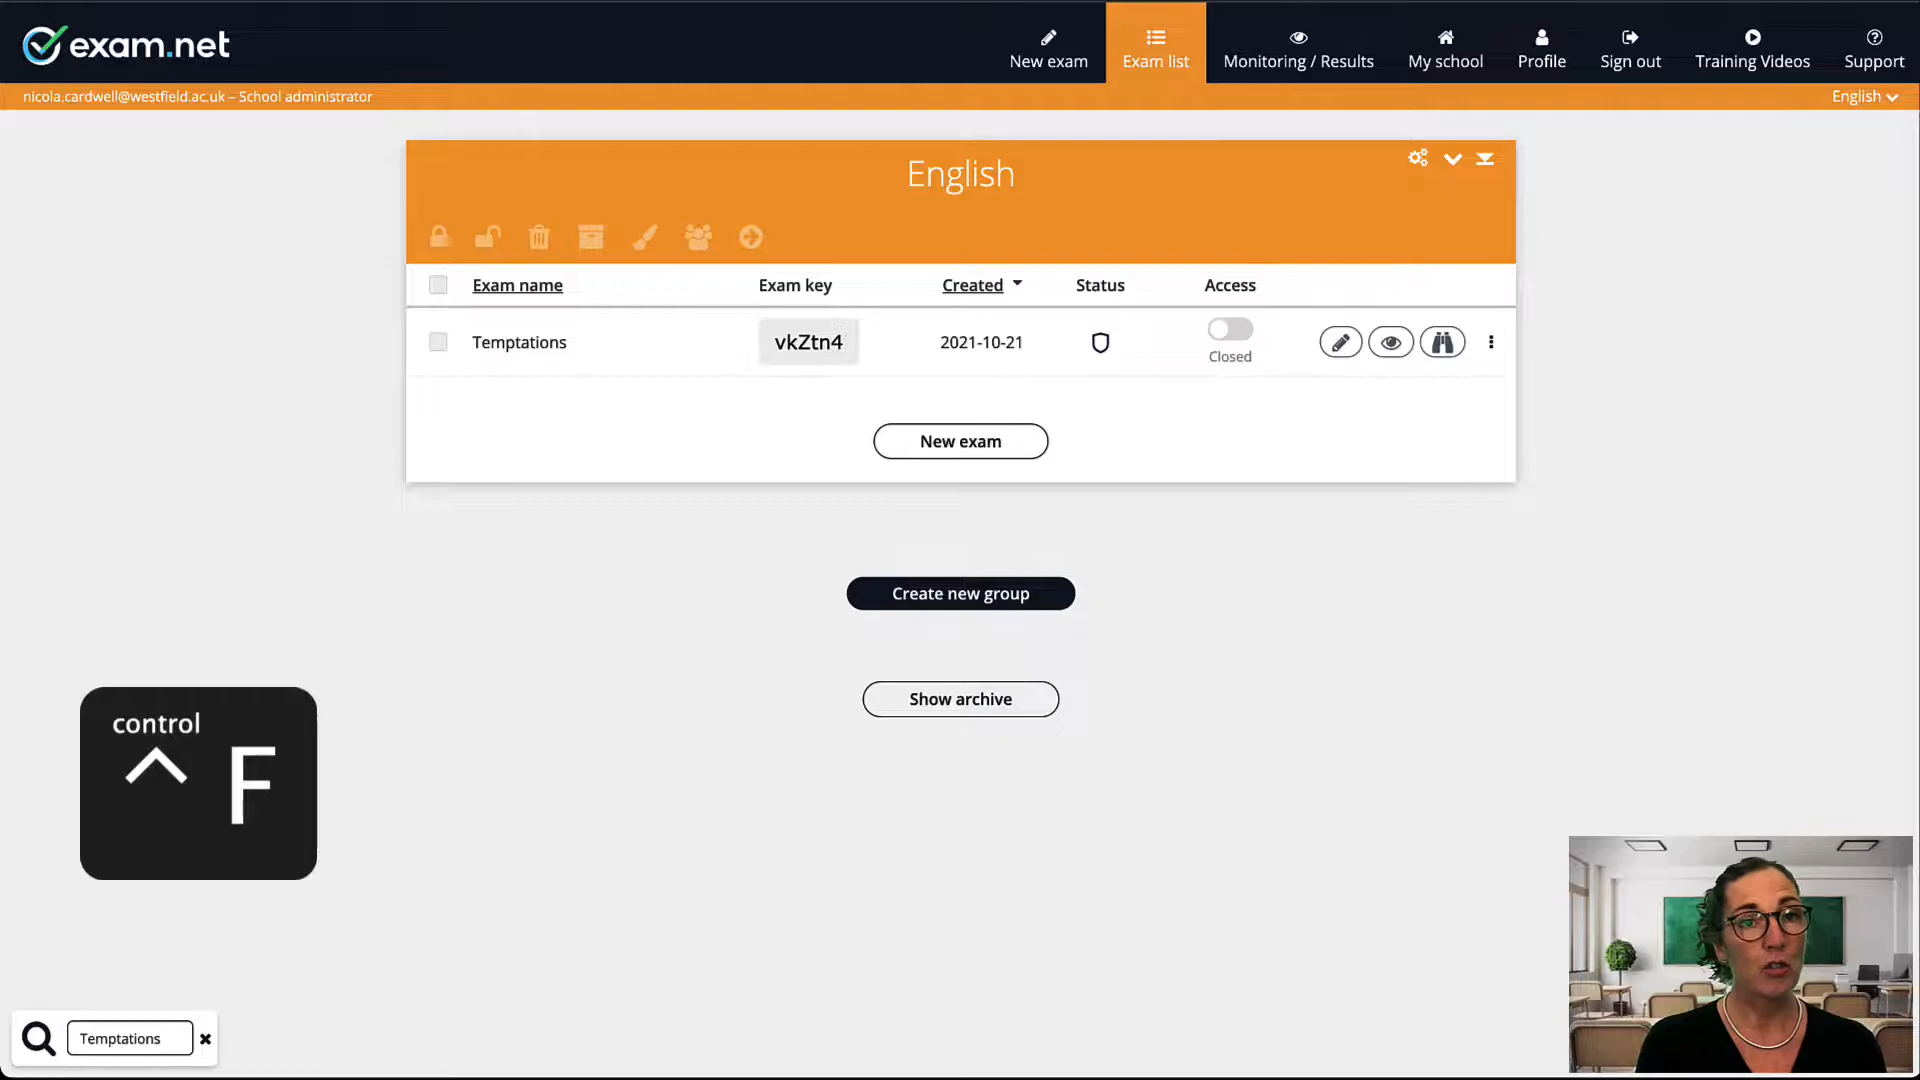 exam.net
New exam
Exam list
Monitoring / Results
My school
Profile
Sign out
Training Videos
Support
nicola.cardwell@westfield.ac.uk – School administrator
English
English
Exam name Exam key Created Status Access
Temptations vkZtn4 2021-10-21
Closed
New exam
Create new group
Show archive
control
^ F
Temptations